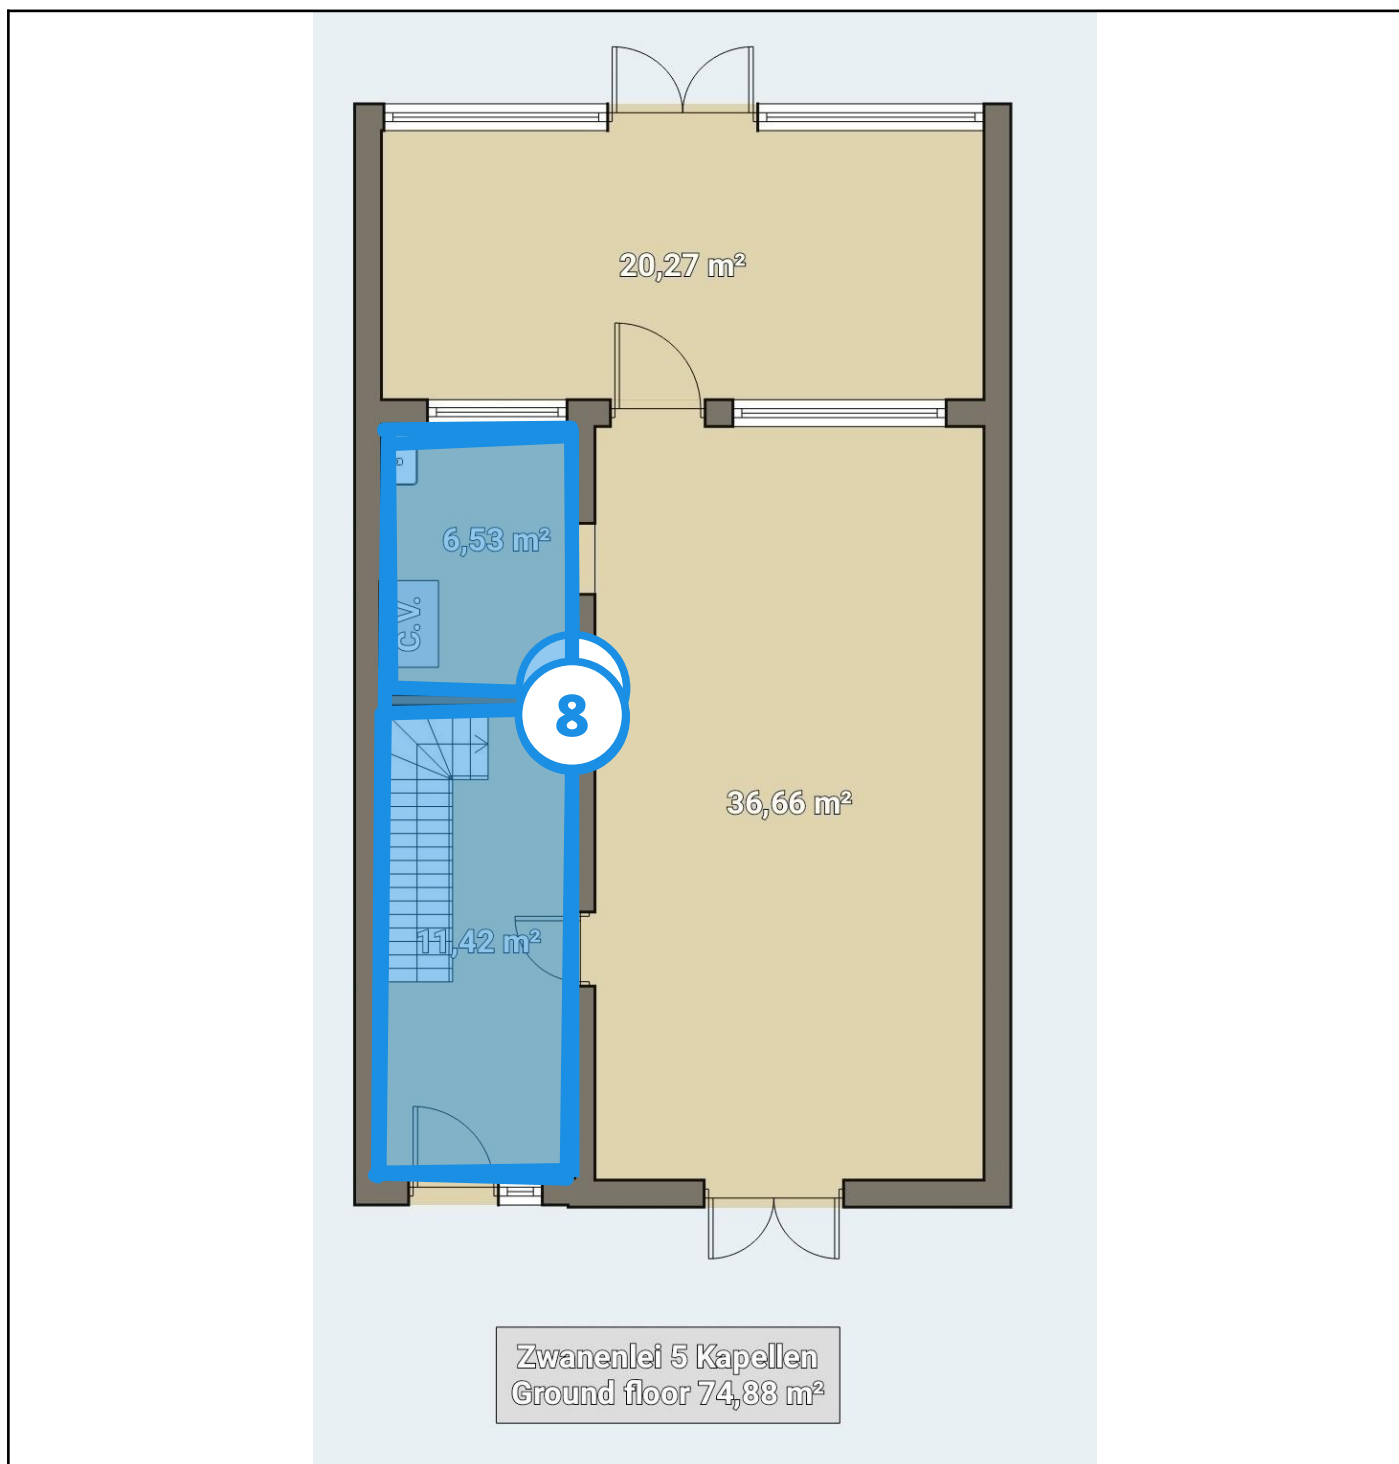 20,27 m²
6,53 m²
C.V.
8
36,66 m²
11,42 m²
Zwanenlei 5 Kapellen
Ground floor 74,88 m²